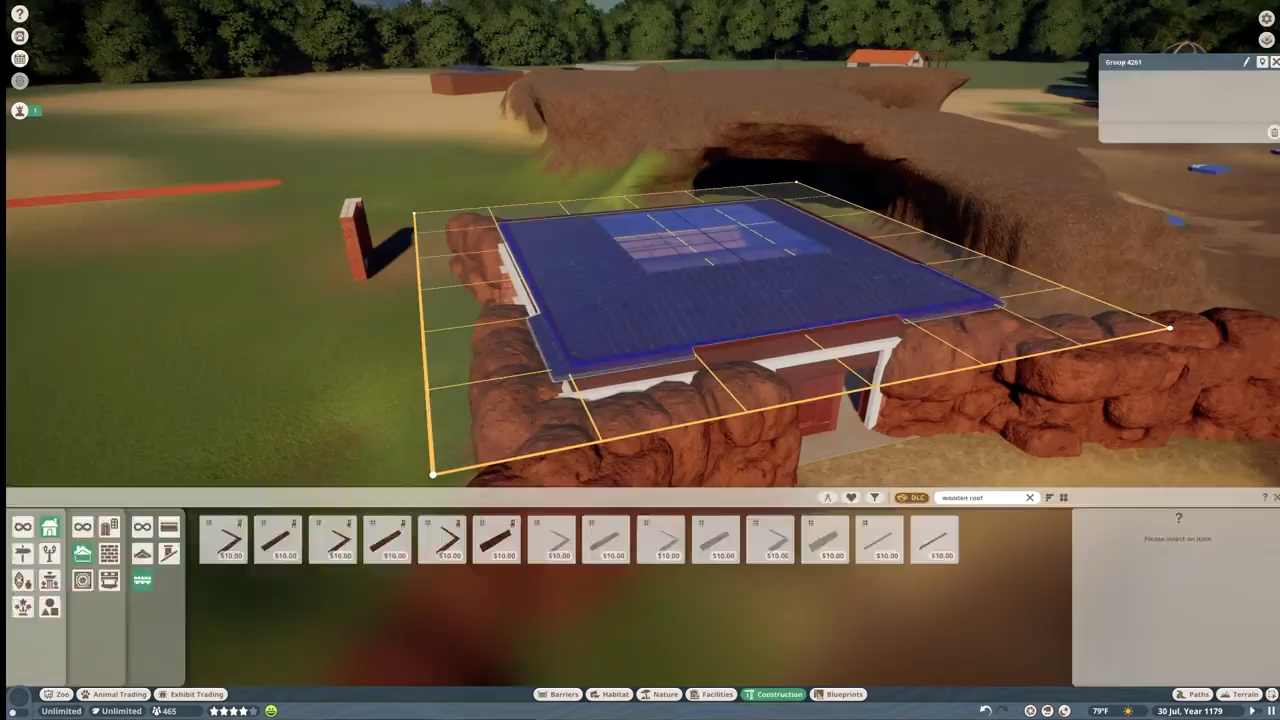 ?
1
Group 4261
DLC
wooden roof
?
$10.00
$10.00
$10.00
$10.00
$10.00
$10.00
$10.00
$10.00
$10.00
$10.00
$10.00
$10.00
$10.00
$10.00
?
Please select an item
Zoo
Animal Trading
Exhibit Trading
Barriers
Habitat
Nature
Facilities
Construction
Blueprints
Paths
Terrain
Unlimited
Unlimited
465
79°F
30 Jul, Year 1179